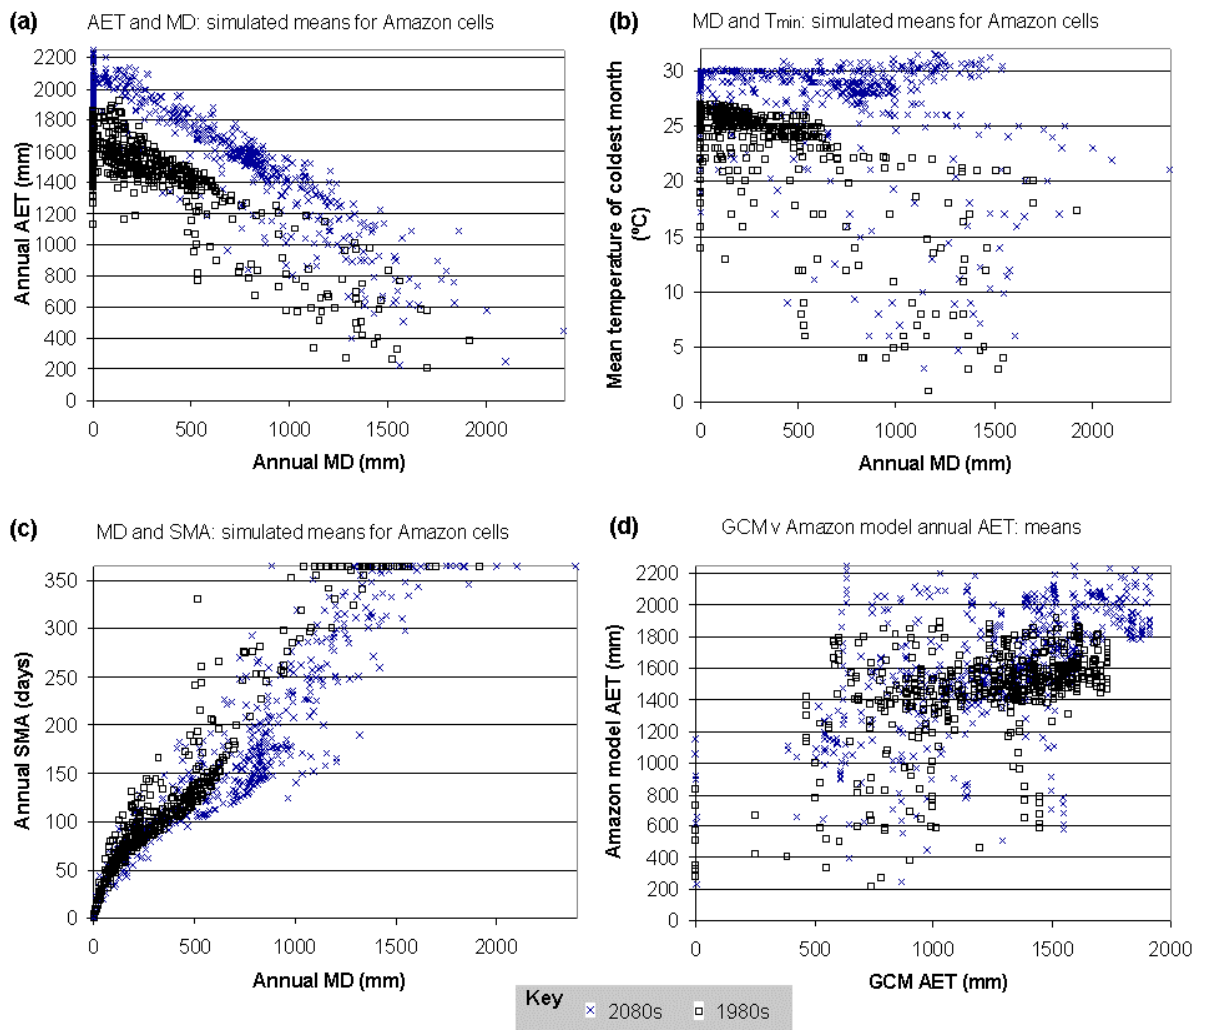 (a) AET and MD: simulated means for Amazon cells
2200
2000
1800
1600
1400
1200
1000
800
600
400
200
0
Annual AET (mm)
0 500 1000 1500 2000
Annual MD (mm)
(b) MD and Tmin: simulated means for Amazon cells
30
25
20
15
10
5
0
Mean temperature of coldest month
(ºC)
0 500 1000 1500 2000
Annual MD (mm)
(c) MD and SMA: simulated means for Amazon cells
350
300
250
200
150
100
50
0
Annual SMA (days)
0 500 1000 1500 2000
Annual MD (mm)
(d) GCM v Amazon model annual AET: means
2200
2000
1800
1600
1400
1200
1000
800
600
400
200
0
Amazon model AET (mm)
0 500 1000 1500 2000
GCM AET (mm)
Key × 2080s □ 1980s